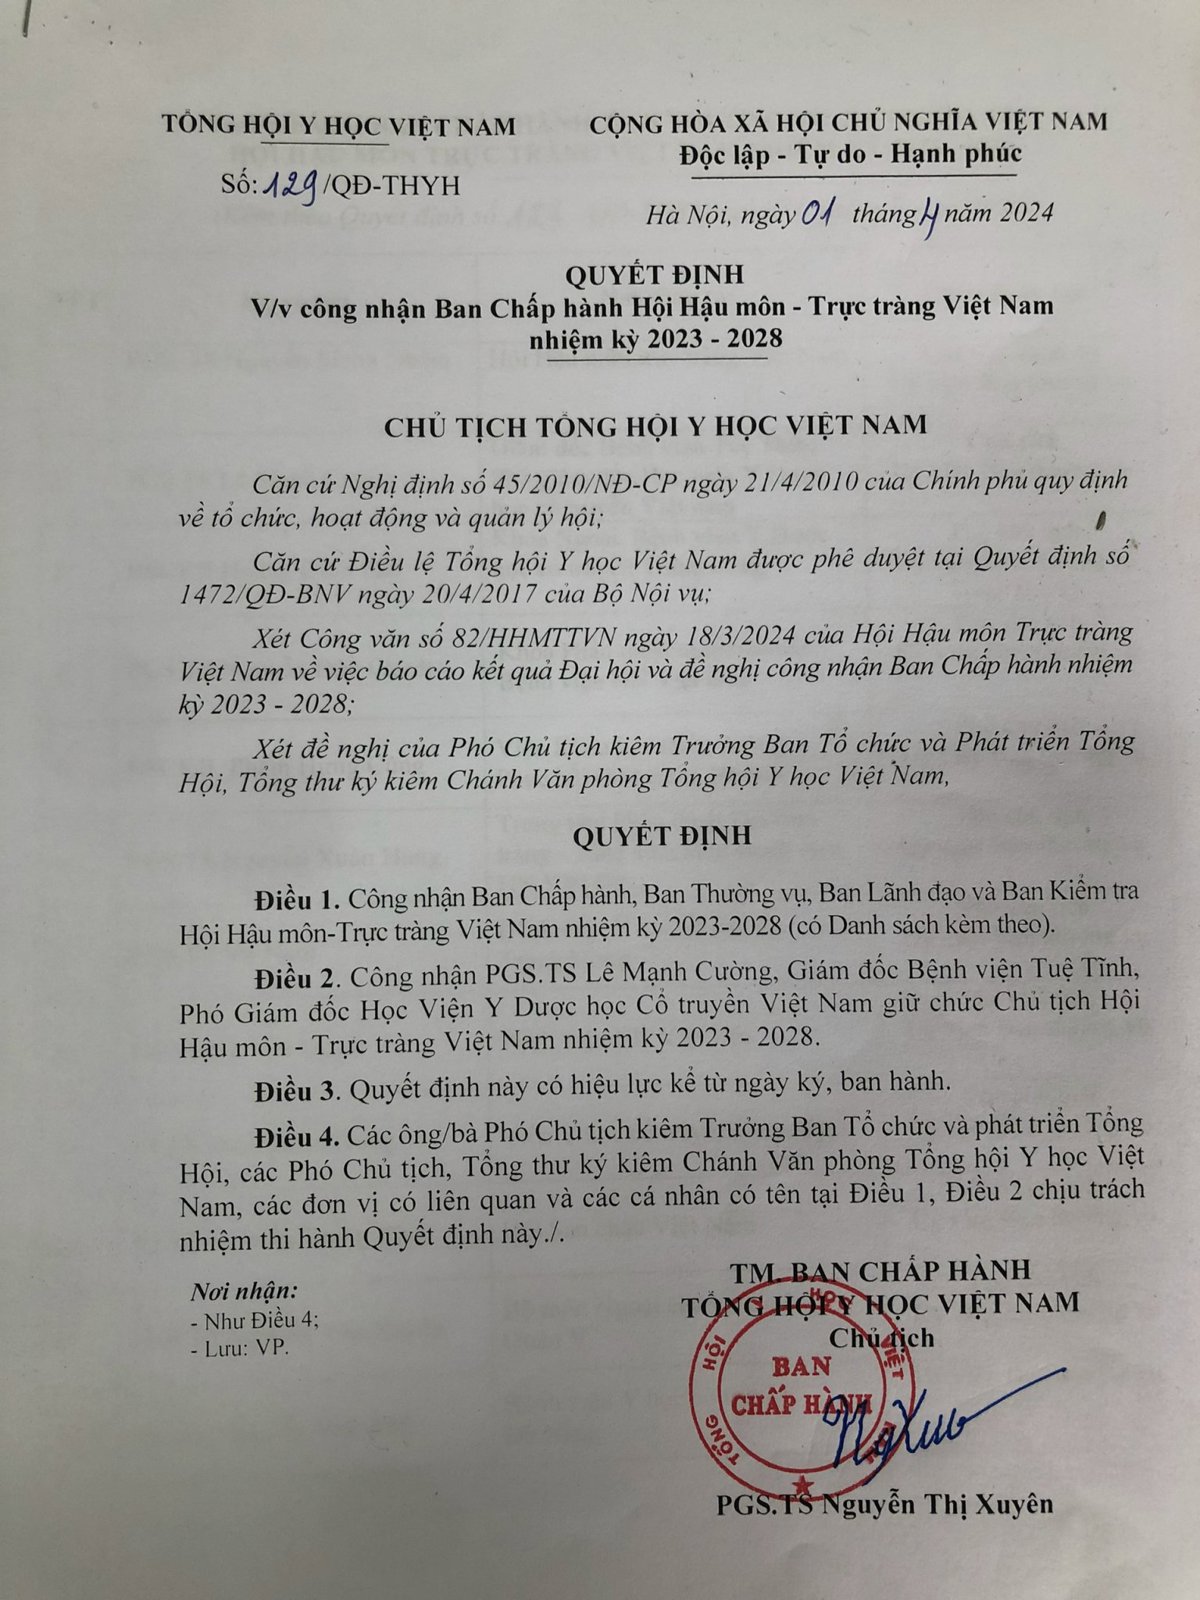 TỔNG HỘI Y HỌC VIỆT NAM
Số: 129/QĐ-THYH
CỘNG HÒA XÃ HỘI CHỦ NGHĨA VIỆT NAM
Độc lập - Tự do - Hạnh phúc
Hà Nội, ngày 01 tháng 4 năm 2024
QUYẾT ĐỊNH
V/v công nhận Ban Chấp hành Hội Hậu môn - Trực tràng Việt Nam
nhiệm kỳ 2023 - 2028
CHỦ TỊCH TỔNG HỘI Y HỌC VIỆT NAM
Căn cứ Nghị định số 45/2010/NĐ-CP ngày 21/4/2010 của Chính phủ quy định
về tổ chức, hoạt động và quản lý hội;
Căn cứ Điều lệ Tổng hội Y học Việt Nam được phê duyệt tại Quyết định số
1472/QĐ-BNV ngày 20/4/2017 của Bộ Nội vụ;
Xét Công văn số 82/HHMTTVN ngày 18/3/2024 của Hội Hậu môn Trực tràng
Việt Nam về việc báo cáo kết quả Đại hội và đề nghị công nhận Ban Chấp hành nhiệm
kỳ 2023 - 2028;
Xét đề nghị của Phó Chủ tịch kiêm Trưởng Ban Tổ chức và Phát triển Tổng
Hội, Tổng thư ký kiêm Chánh Văn phòng Tổng hội Y học Việt Nam,
QUYẾT ĐỊNH
Điều 1. Công nhận Ban Chấp hành, Ban Thường vụ, Ban Lãnh đạo và Ban Kiểm tra
Hội Hậu môn-Trực tràng Việt Nam nhiệm kỳ 2023-2028 (có Danh sách kèm theo).
Điều 2. Công nhận PGS.TS Lê Mạnh Cường, Giám đốc Bệnh viện Tuệ Tĩnh,
Phó Giám đốc Học Viện Y Dược học Cổ truyền Việt Nam giữ chức Chủ tịch Hội
Hậu môn - Trực tràng Việt Nam nhiệm kỳ 2023 - 2028.
Điều 3. Quyết định này có hiệu lực kể từ ngày ký, ban hành.
Điều 4. Các ông/bà Phó Chủ tịch kiêm Trưởng Ban Tổ chức và phát triển Tổng
Hội, các Phó Chủ tịch, Tổng thư ký kiêm Chánh Văn phòng Tổng hội Y học Việt
Nam, các đơn vị có liên quan và các cá nhân có tên tại Điều 1, Điều 2 chịu trách
nhiệm thi hành Quyết định này./.
Nơi nhận:
- Như Điều 4;
- Lưu: VP.
TM. BAN CHẤP HÀNH
TỔNG HỘI Y HỌC VIỆT NAM
Chủ tịch
TỔNG HỘI Y HỌC VIỆT NAM
BAN
CHẤP HÀNH
PGS.TS Nguyễn Thị Xuyên